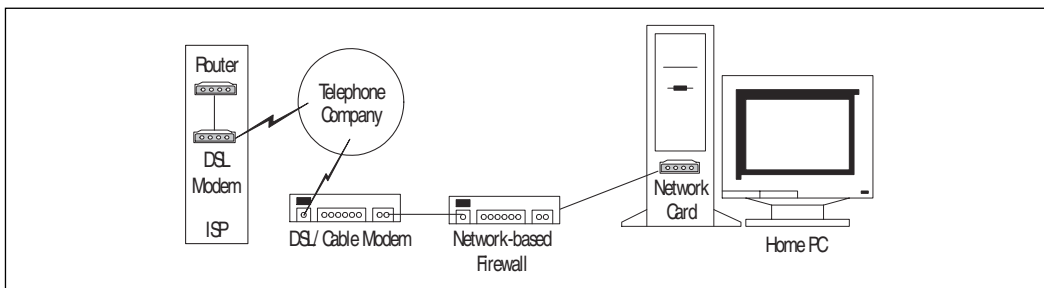 Router
DSL
Modem
ISP
Telephone
Company
DSL/ Cable Modem
Network-based
Firewall
Network
Card
Home PC